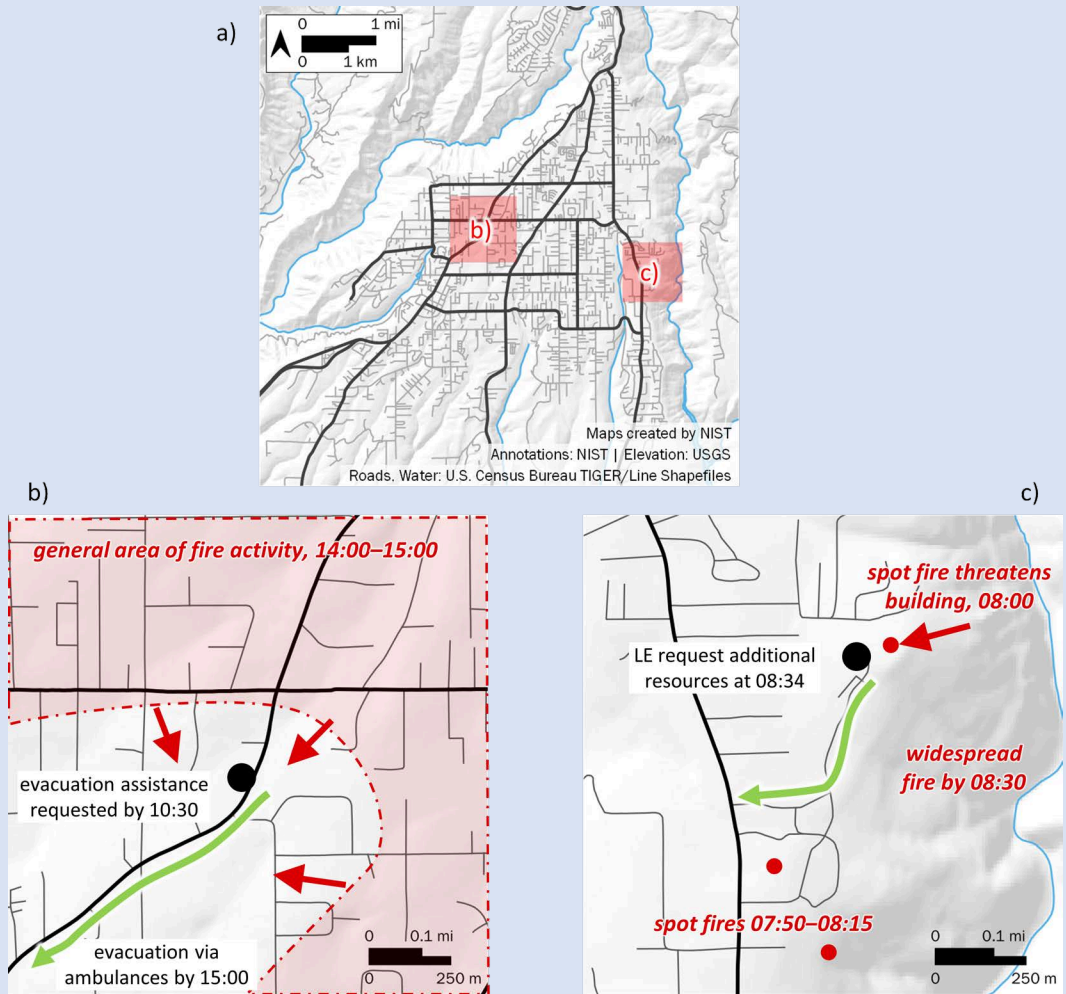 a)
0 1 mi
0 1 km
b)
c)
Maps created by NIST
Annotations: NIST | Elevation: USGS
Roads, Water: U.S. Census Bureau TIGER/Line Shapefiles
b)
general area of fire activity, 14:00–15:00
evacuation assistance
requested by 10:30
evacuation via
ambulances by 15:00
0 0.1 mi
0 250 m
c)
spot fire threatens
building, 08:00
LE request additional
resources at 08:34
widespread
fire by 08:30
spot fires 07:50–08:15
0 0.1 mi
0 250 m